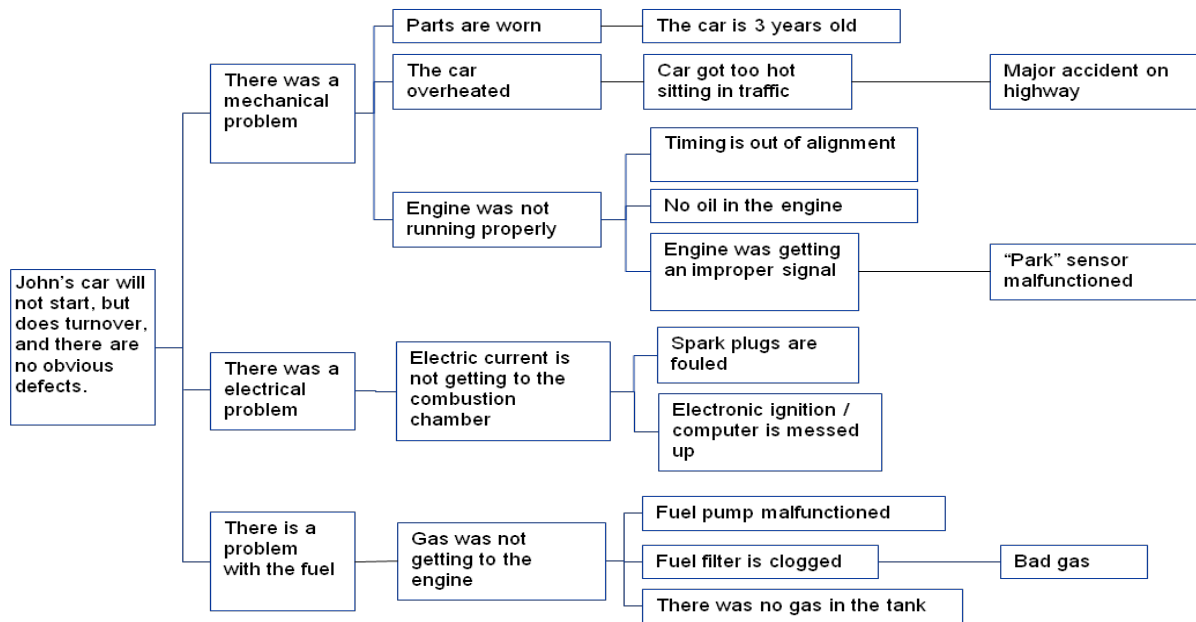 John's car will
not start, but
does turnover,
and there are
no obvious
defects.
There was a
mechanical
problem
Parts are worn
The car is 3 years old
The car
overheated
Car got too hot
sitting in traffic
Major accident on
highway
Engine was not
running properly
Timing is out of alignment
No oil in the engine
Engine was getting
an improper signal
“Park” sensor
malfunctioned
There was a
electrical
problem
Electric current is
not getting to the
combustion
chamber
Spark plugs are
fouled
Electronic ignition /
computer is messed
up
There is a
problem
with the fuel
Gas was not
getting to the
engine
Fuel pump malfunctioned
Fuel filter is clogged
Bad gas
There was no gas in the tank